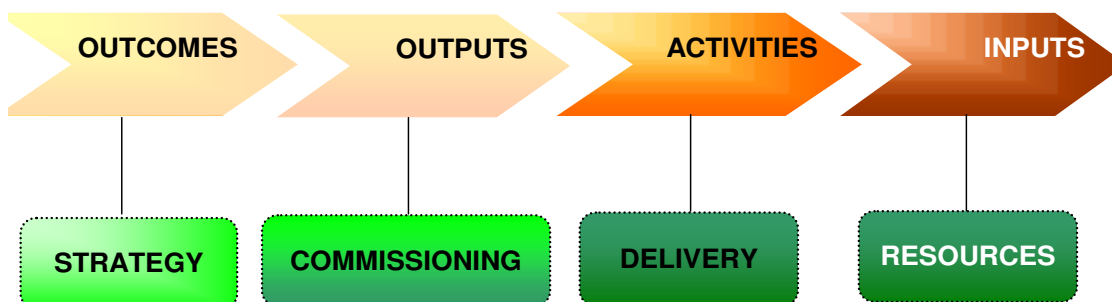 OUTCOMES
OUTPUTS
ACTIVITIES
INPUTS
STRATEGY
COMMISSIONING
DELIVERY
RESOURCES